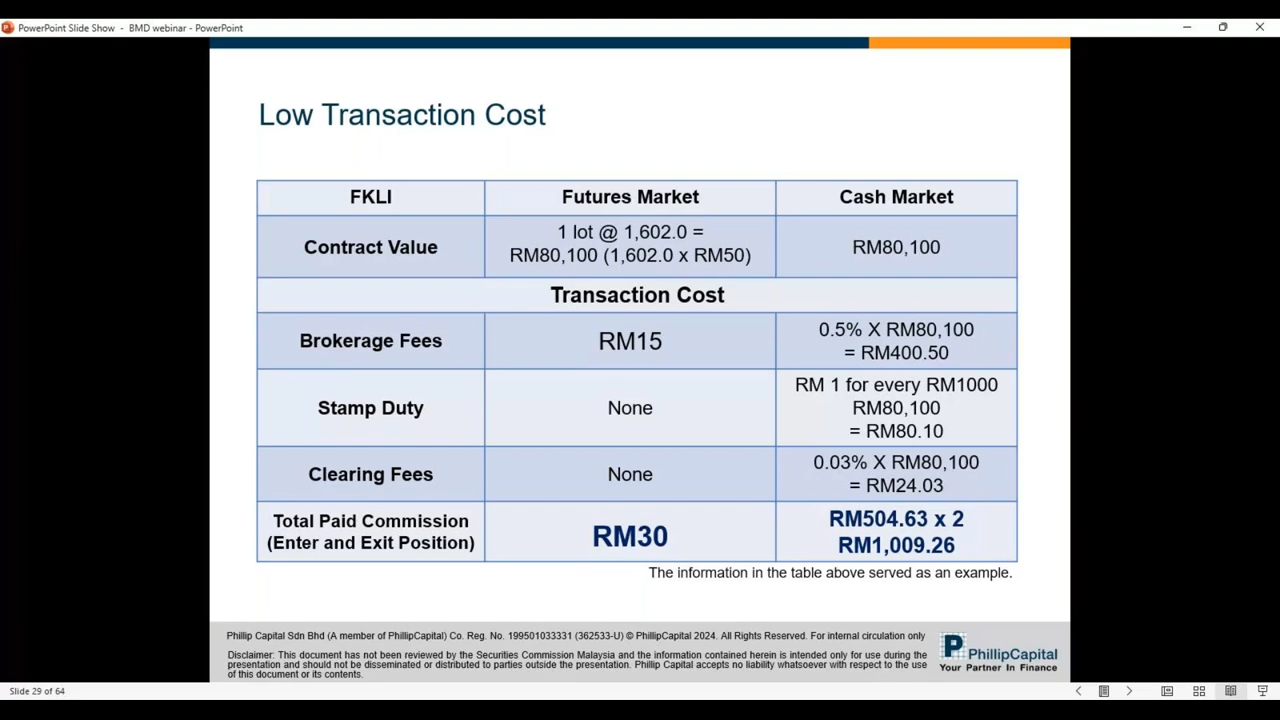 PowerPoint Slide Show - BMD webinar - PowerPoint
Low Transaction Cost
FKLI
Futures Market
Cash Market
Contract Value
1 lot @ 1,602.0 =
RM80,100 (1,602.0 x RM50)
RM80,100
Transaction Cost
Brokerage Fees
RM15
0.5% X RM80,100
= RM400.50
Stamp Duty
None
RM 1 for every RM1000
RM80,100
= RM80.10
Clearing Fees
None
0.03% X RM80,100
= RM24.03
Total Paid Commission
(Enter and Exit Position)
RM30
RM504.63 x 2
RM1,009.26
The information in the table above served as an example.
Phillip Capital Sdn Bhd (A member of PhillipCapital) Co. Reg. No. 199501033331 (362533-U) © PhillipCapital 2024. All Rights Reserved. For internal circulation only
Disclaimer: This document has not been reviewed by the Securities Commission Malaysia and the information contained herein is intended only for use during the
presentation and should not be disseminated or distributed to parties outside the presentation. Phillip Capital accepts no liability whatsoever with respect to the use
of this document or its contents.
PhillipCapital
Your Partner In Finance
Slide 29 of 64